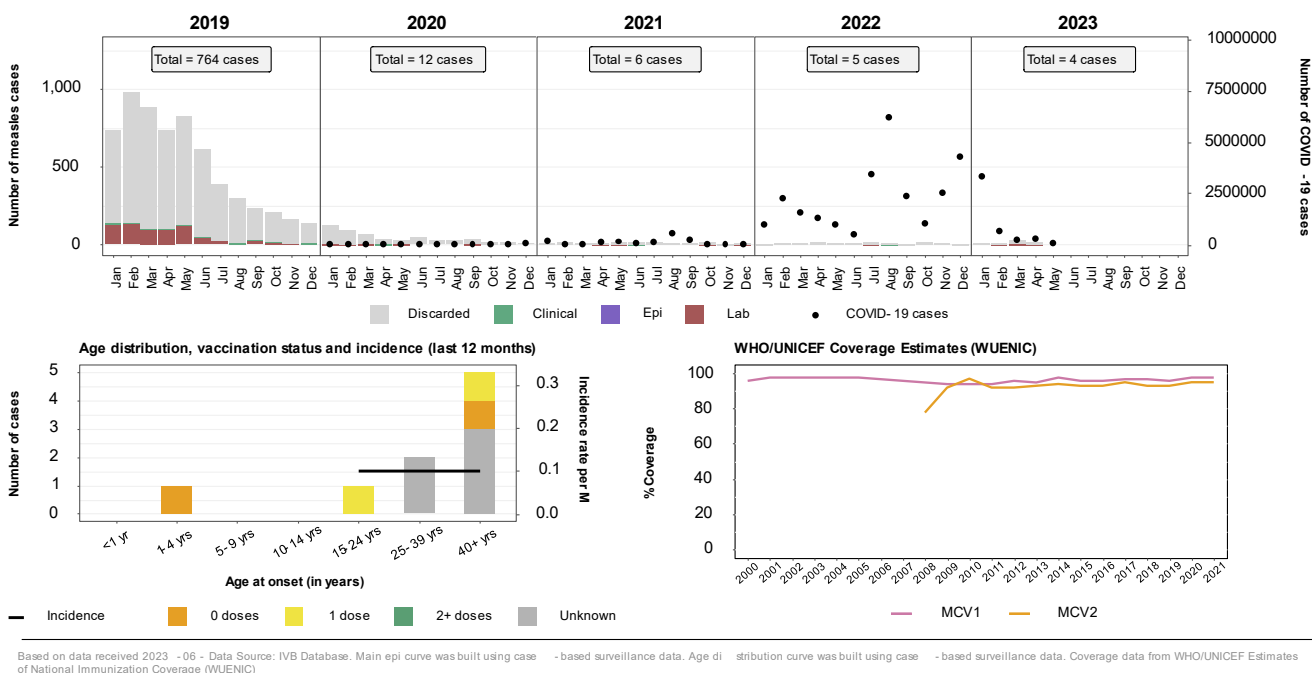 2019 2020 2021 2022 2023
Total = 764 cases Total = 12 cases Total = 6 cases Total = 5 cases Total = 4 cases
Number of measles cases
1,000
500
0
10000000
7500000
5000000
2500000
0
Number of COVID - 19 cases
Jan Feb Mar Apr May Jun Jul Aug Sep Oct Nov Dec Jan Feb Mar Apr May Jun Jul Aug Sep Oct Nov Dec Jan Feb Mar Apr May Jun Jul Aug Sep Oct Nov Dec Jan Feb Mar Apr May Jun Jul Aug Sep Oct Nov Dec Jan Feb Mar Apr May Jun Jul Aug Sep Oct Nov Dec
Discarded Clinical Epi Lab COVID- 19 cases
Age distribution, vaccination status and incidence (last 12 months)
Number of cases
5
4
3
2
1
0
0.3
0.2
0.1
0.0
Incidence rate per M
<1 yr 1-4 yrs 5-9 yrs 10-14 yrs 15-24 yrs 25- 39 yrs 40+ yrs
Age at onset (in years)
Incidence 0 doses 1 dose 2+ doses Unknown
WHO/UNICEF Coverage Estimates (WUENIC)
%Coverage
100
80
60
40
20
0
2000 2001 2002 2003 2004 2005 2006 2007 2008 2009 2010 2011 2012 2013 2014 2015 2016 2017 2018 2019 2020 2021
MCV1 MCV2
Based on data received 2023 - 06 - Data Source: IVB Database. Main epi curve was built using case - based surveillance data. Age di stribution curve was built using case - based surveillance data. Coverage data from WHO/UNICEF Estimates
of National Immunization Coverage (WUENIC)